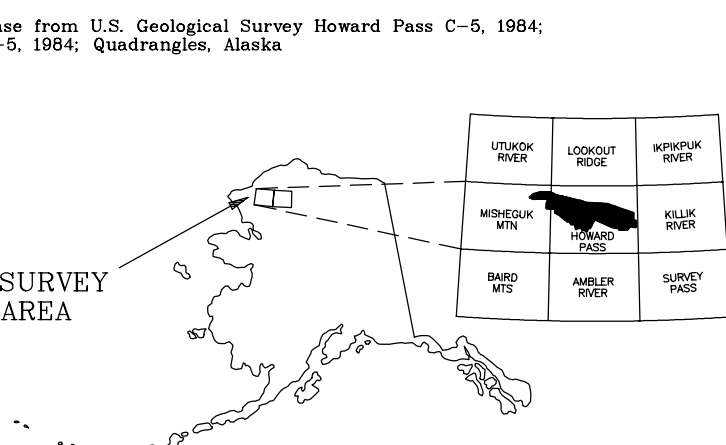 from U.S. Geological Survey Howard Pass C-5, 1984;
-5, 1984; Quadrangles, Alaska
UTUKOK
RIVER
LOOKOUT
RIDGE
IKPIKPUK
RIVER
MISHEGUK
MTN
HOWARD
PASS
KILLIK
RIVER
BAIRD
MTS
AMBLER
RIVER
SURVEY
PASS
SURVEY
AREA